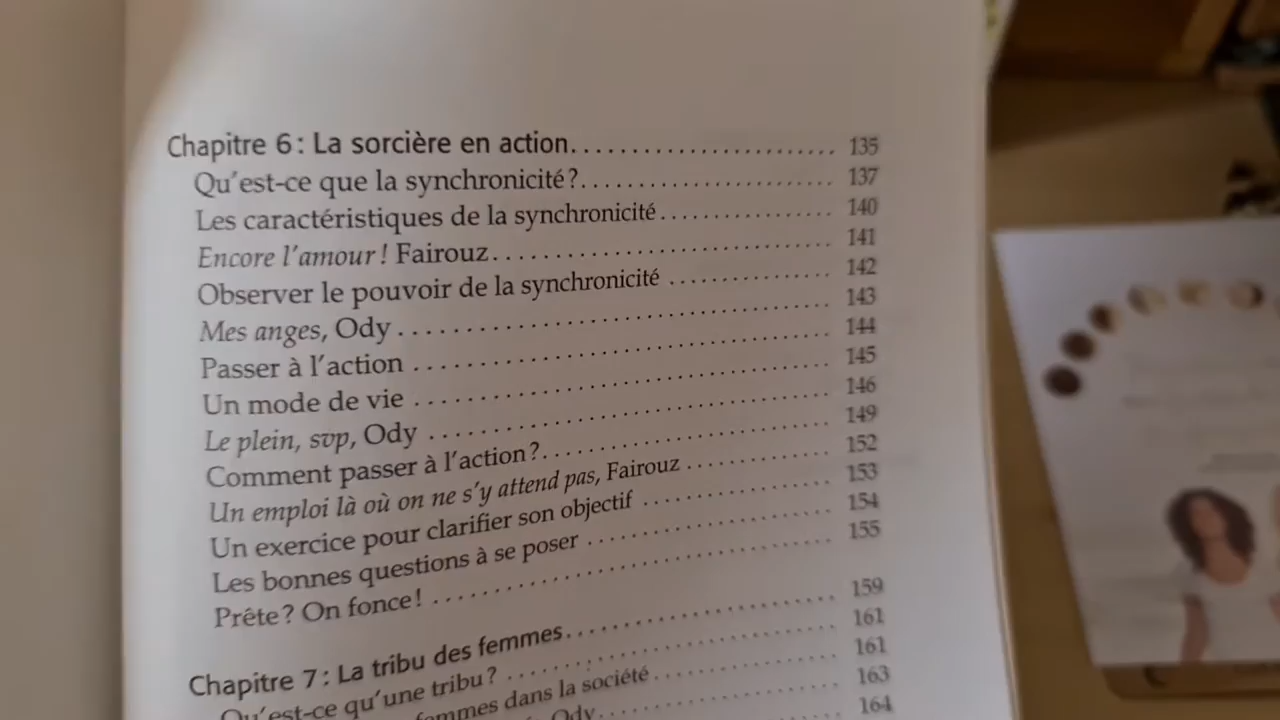 Chapitre 6 : La sorcière en action. . . . . . . . . . . . . . . . . . . . . . . 135
Qu'est-ce que la synchronicité ?. . . . . . . . . . . . . . . . . . . . . . 137
Les caractéristiques de la synchronicité . . . . . . . . . . . . . . . 140
Encore l'amour ! Fairouz. . . . . . . . . . . . . . . . . . . . . . . . . . . . . 141
Observer le pouvoir de la synchronicité . . . . . . . . . . . . . . 142
Mes anges, Ody . . . . . . . . . . . . . . . . . . . . . . . . . . . . . . . . . . . . . 143
Passer à l'action . . . . . . . . . . . . . . . . . . . . . . . . . . . . . . . . . . . . 144
Un mode de vie . . . . . . . . . . . . . . . . . . . . . . . . . . . . . . . . . . . . 145
Le plein, svp, Ody . . . . . . . . . . . . . . . . . . . . . . . . . . . . . . . . . . 146
Comment passer à l'action ?. . . . . . . . . . . . . . . . . . . . . . . . . 149
Un emploi là où on ne s'y attend pas, Fairouz . . . . . . . . . . . 152
Un exercice pour clarifier son objectif . . . . . . . . . . . . . . . . 153
Les bonnes questions à se poser . . . . . . . . . . . . . . . . . . . . . 154
Prête ? On fonce ! . . . . . . . . . . . . . . . . . . . . . . . . . . . . . . . . . . 155
Chapitre 7 : La tribu des femmes. . . . . . . . . . . . . . . . . . . . . . . 159
Qu'est-ce qu'une tribu ? . . . . . . . . . . . . . . . . . . . . . . . . . . . . 161
femmes dans la société . . . . . . . . . . . . . . . . 161
Ody. . . . . . . . . . . . . . . . . . . . 163
164